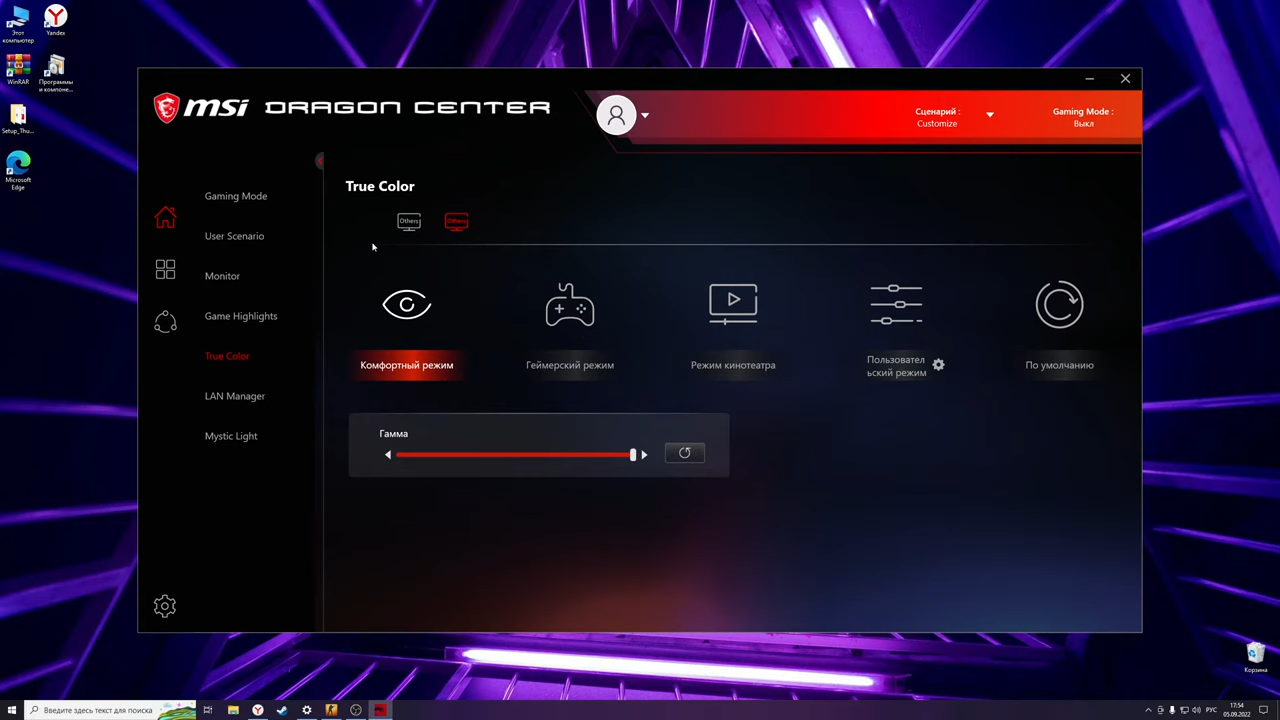 Этот
компьютер
Yandex
WinRAR
Программы
и компоне...
Setup_Thu...
Microsoft
Edge
msi DRAGON CENTER
Сценарий :
Customize
Gaming Mode :
Выкл
Gaming Mode
User Scenario
Monitor
Game Highlights
True Color
LAN Manager
Mystic Light
True Color
Others
Others
Комфортный режим
Геймерский режим
Режим кинотеатра
Пользовател
ьский режим
По умолчанию
Гамма
Корзина
Введите здесь текст для поиска
РУС
17:54
05.09.2022